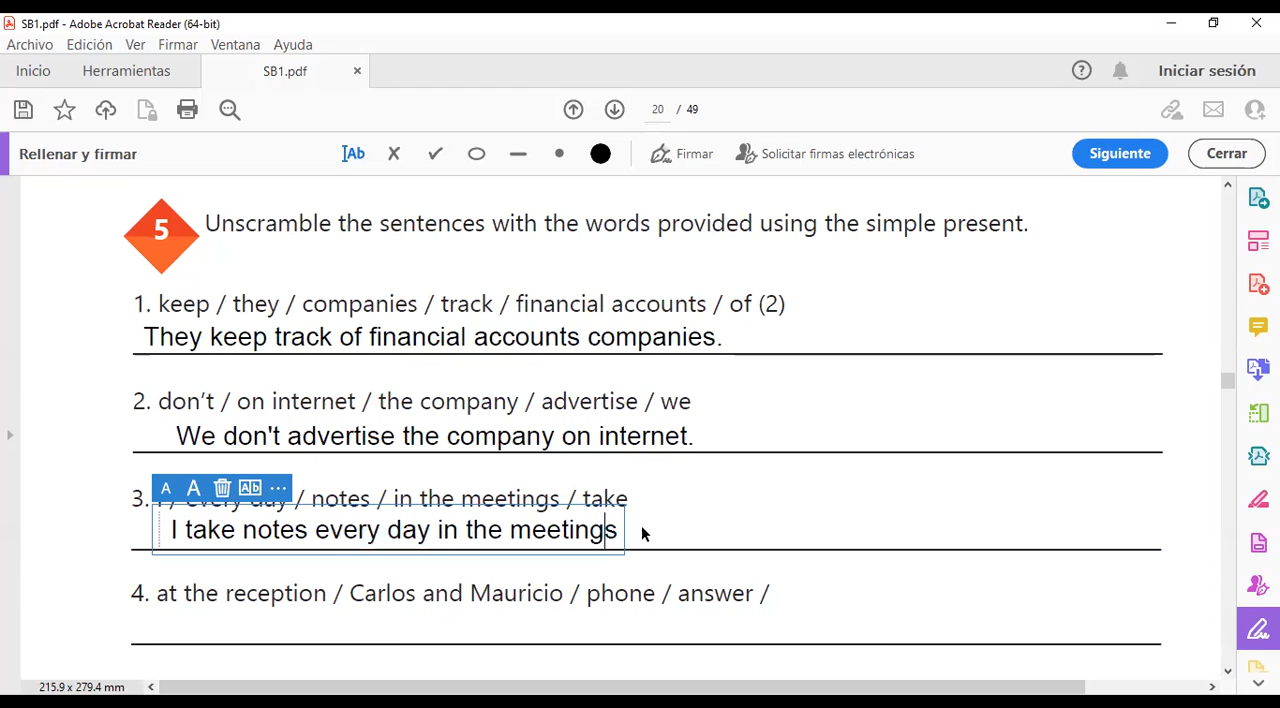 SB1.pdf - Adobe Acrobat Reader (64-bit)
Archivo Edición Ver Firmar Ventana Ayuda
Inicio Herramientas SB1.pdf × Iniciar sesión
20 / 49
Rellenar y firmar Ab Firmar Solicitar firmas electrónicas Siguiente Cerrar
5 Unscramble the sentences with the words provided using the simple present.
1. keep / they / companies / track / financial accounts / of (2)
They keep track of financial accounts companies.
2. don’t / on internet / the company / advertise / we
We don't advertise the company on internet.
A A Ab ...
3. I / every day / notes / in the meetings / take
I take notes every day in the meetings
4. at the reception / Carlos and Mauricio / phone / answer /
215.9 x 279.4 mm